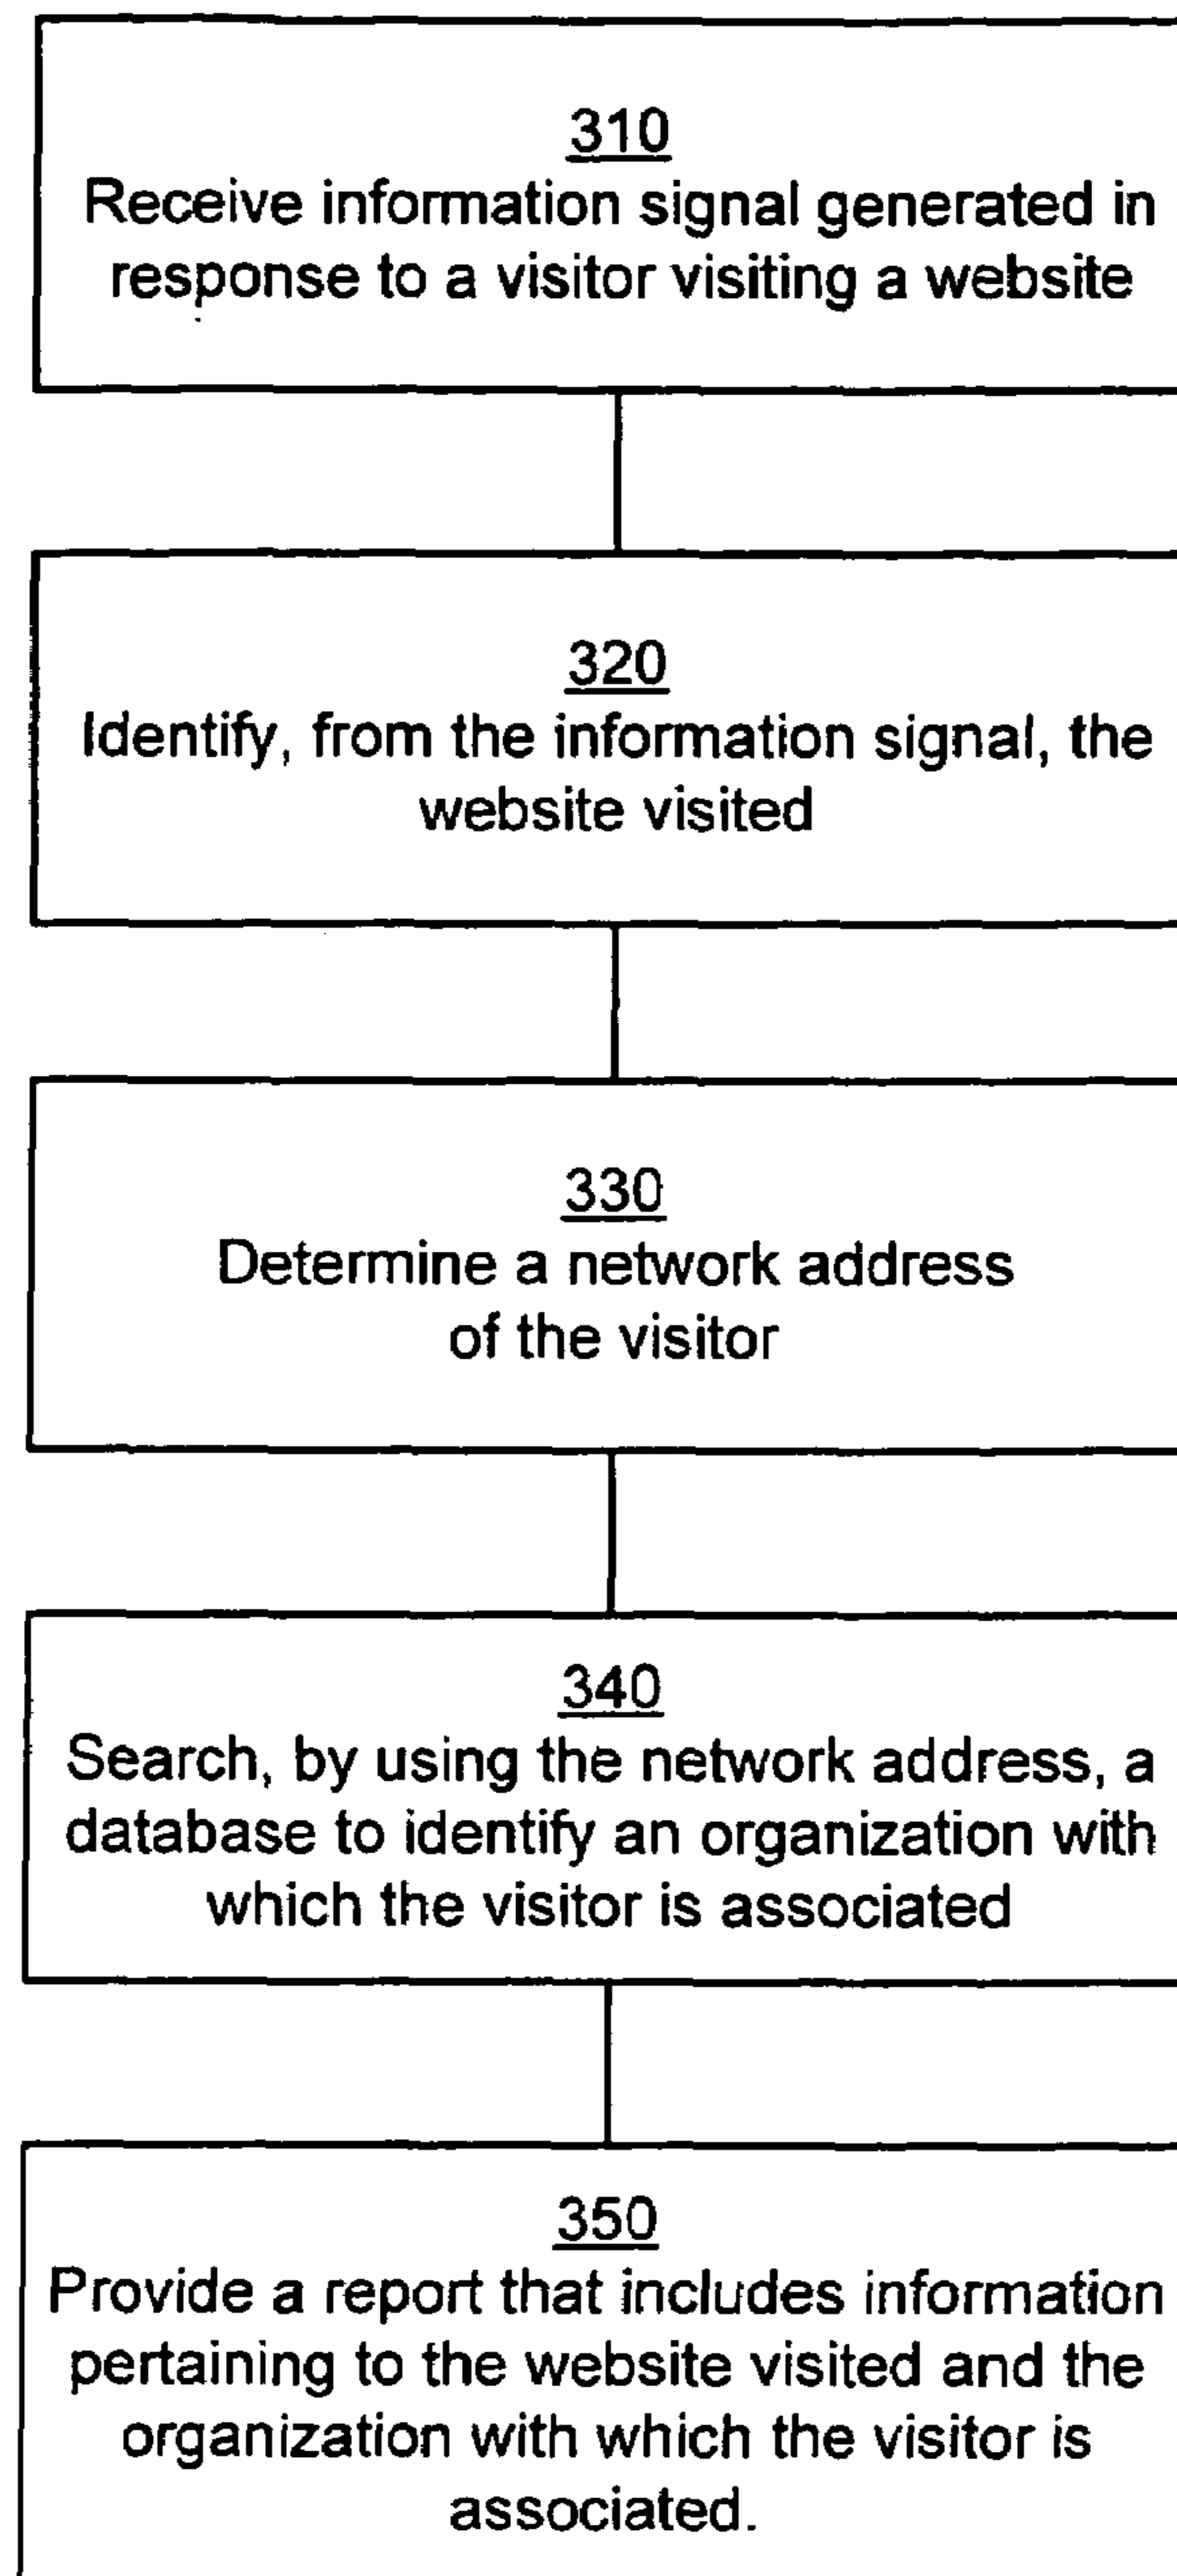 310
Receive information signal generated in
response to a visitor visiting a website
320
Identify, from the information signal, the
website visited
330
Determine a network address
of the visitor
340
Search, by using the network address, a
database to identify an organization with
which the visitor is associated
350
Provide a report that includes information
pertaining to the website visited and the
organization with which the visitor is
associated.